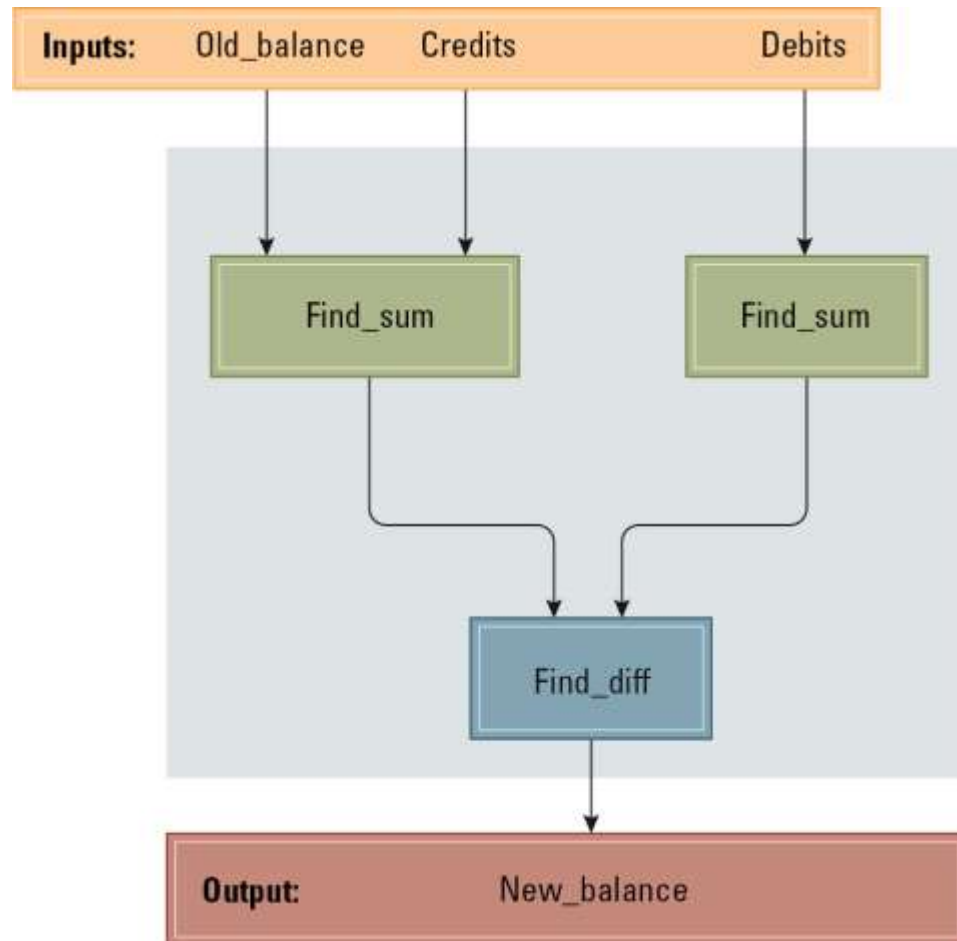 Inputs: Old_balance Credits Debits
Find_sum Find_sum
Find_diff
Output: New_balance